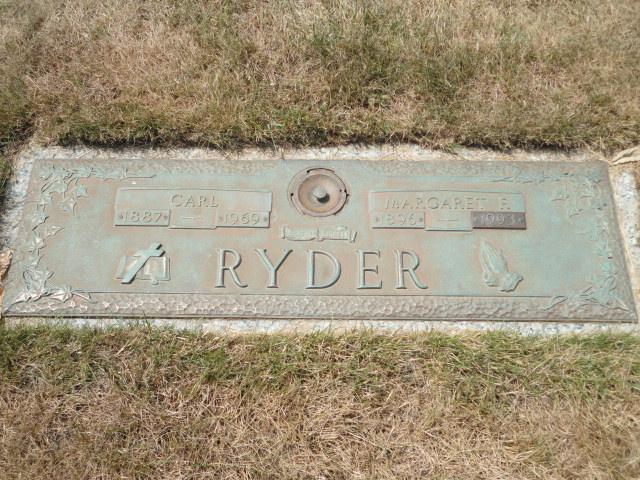 CARL
1887 — 1969
MARGARET F.
1896 — 1993
RYDER